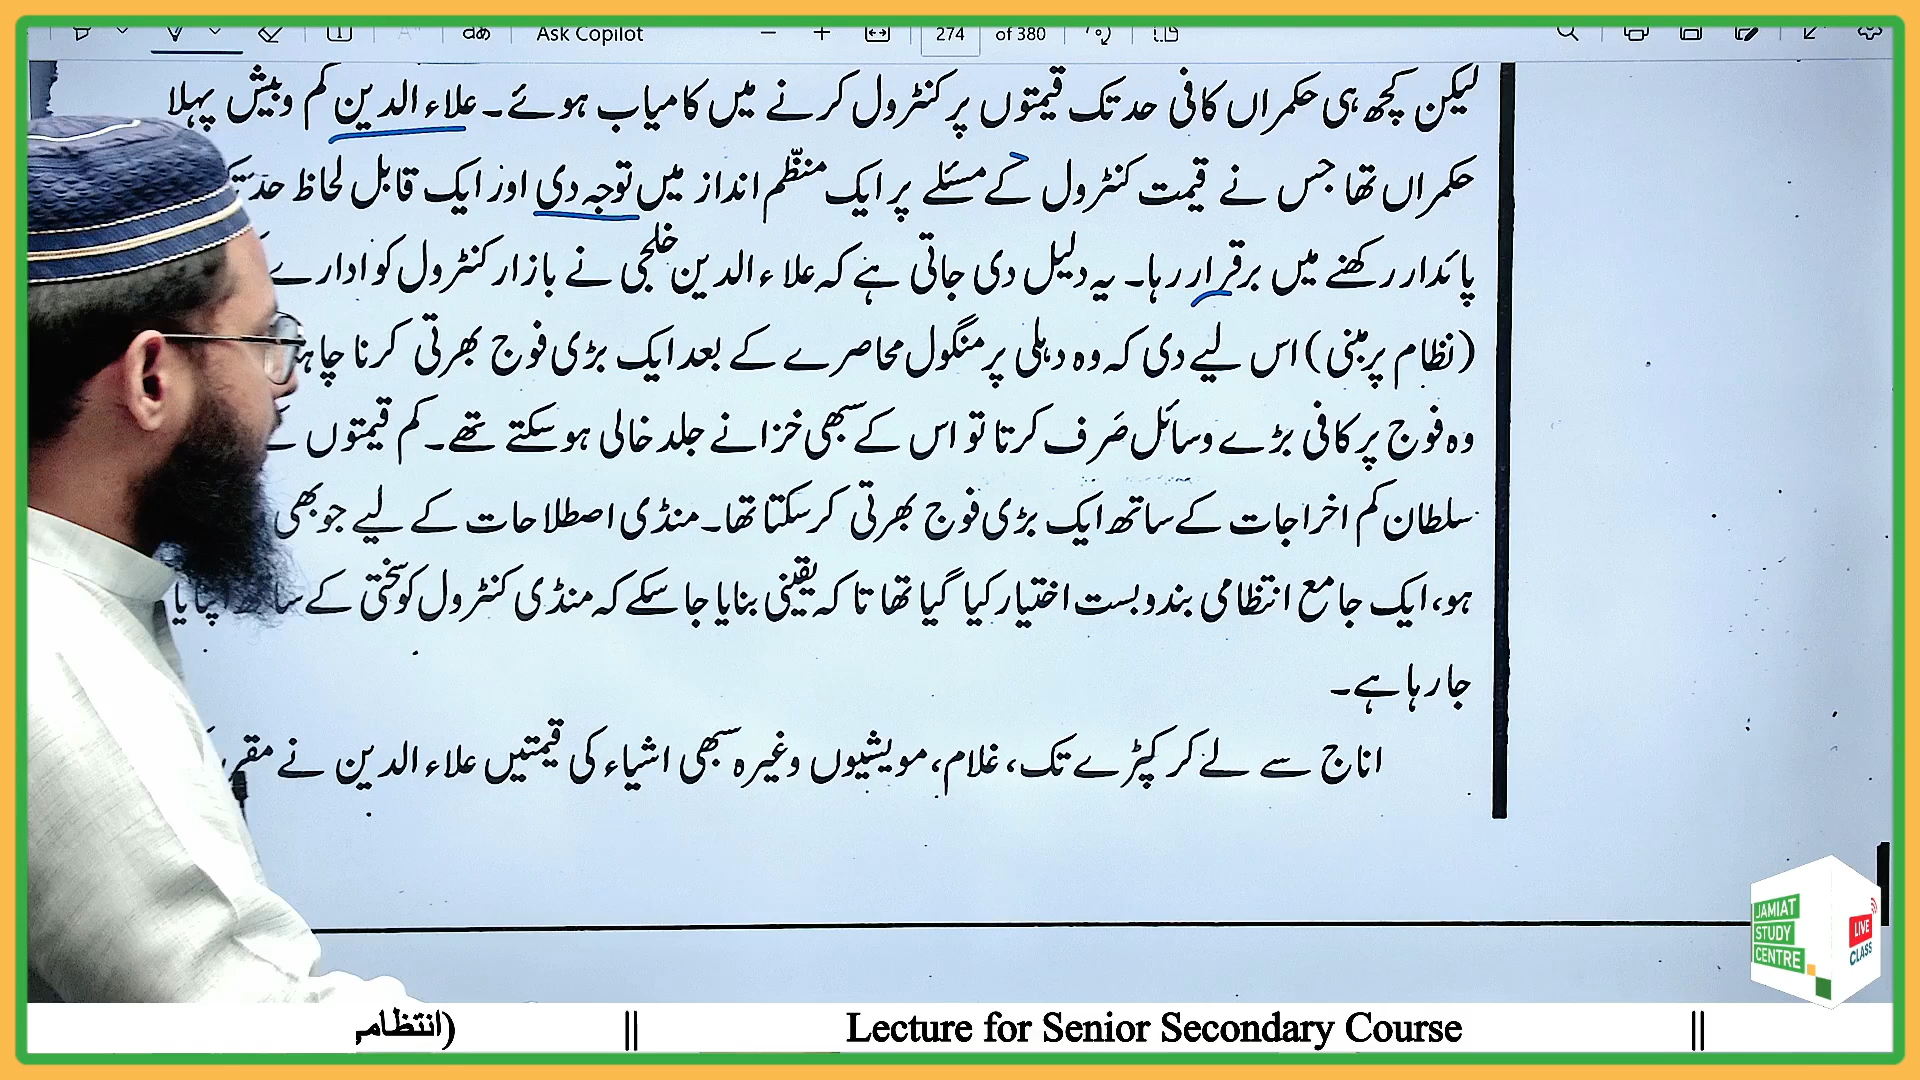 Ask Copilot
274 of 380
لیکن کچھ ہی حکمراں کافی حد تک قیمتوں پر کنٹرول کرنے میں کامیاب ہوئے۔ علاء الدین کم و بیش پہلا
حکمراں تھا جس نے قیمت کنٹرول کے مسئلے پر ایک منظّم انداز میں توجہ دی اور ایک قابل لحاظ حد
پائدار رکھنے میں برقرار رہا۔ یہ دلیل دی جاتی ہے کہ علاء الدین خلجی نے بازار کنٹرول کو ادارے
(نظام پر مبنی) اس لیے دی کہ وہ دہلی پر منگول محاصرے کے بعد ایک بڑی فوج بھرتی کرنا
وہ فوج پر کافی بڑے وسائل صَرف کرتا تو اس کے سبھی خزانے جلد خالی ہو سکتے تھے۔ کم قیمتوں
سلطان کم اخراجات کے ساتھ ایک بڑی فوج بھرتی کر سکتا تھا۔ منڈی اصطلاحات کے لیے جو بھی
ہو، ایک جامع انتظامی بندوبست اختیار کیا گیا تھا تا کہ یقینی بنایا جا سکے کہ منڈی کنٹرول کو سختی کے
جا رہا ہے۔
اناج سے لے کر کپڑے تک، غلام، مویشیوں وغیرہ سبھی اشیاء کی قیمتیں علاء الدین نے
JAMIAT
STUDY
CENTRE
LIVE
CLASS
(انتظامی || Lecture for Senior Secondary Course ||